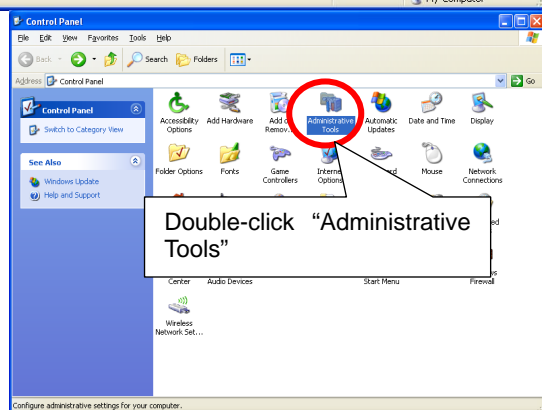 My Computer
Control Panel
File Edit View Favorites Tools Help
Back Search Folders
Address Control Panel Go
Control Panel
Switch to Category View
See Also
Windows Update
Help and Support
Accessibility Options
Add Hardware
Remov...
Administrative Tools
Automatic Updates
Date and Time
Display
Folder Options
Fonts
Game Controllers
Options
Mouse
Network Connections
Double-click “Administrative
Tools”
Center
Audio Devices
Start Menu
Firewall
Wireless Network Set...
Configure administrative settings for your computer.